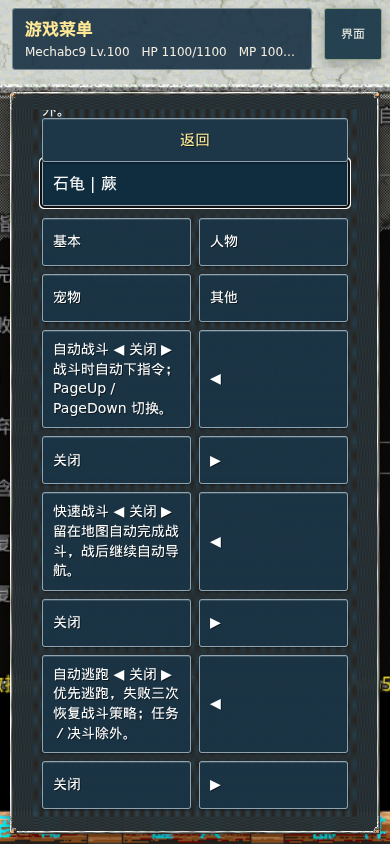 游戏菜单
Mechabc9 Lv.100 HP 1100/1100 MP 100...
界面
返回
石龟 | 蕨
基本
人物
宠物
其他
自动战斗 ◀ 关闭 ▶
战斗时自动下指令；
PageUp /
PageDown 切换。
◀
关闭
▶
快速战斗 ◀ 关闭 ▶
留在地图自动完成战
斗，战后继续自动导
航。
◀
关闭
▶
自动逃跑 ◀ 关闭 ▶
优先逃跑，失败三次
恢复战斗策略；任务
/ 决斗除外。
◀
关闭
▶